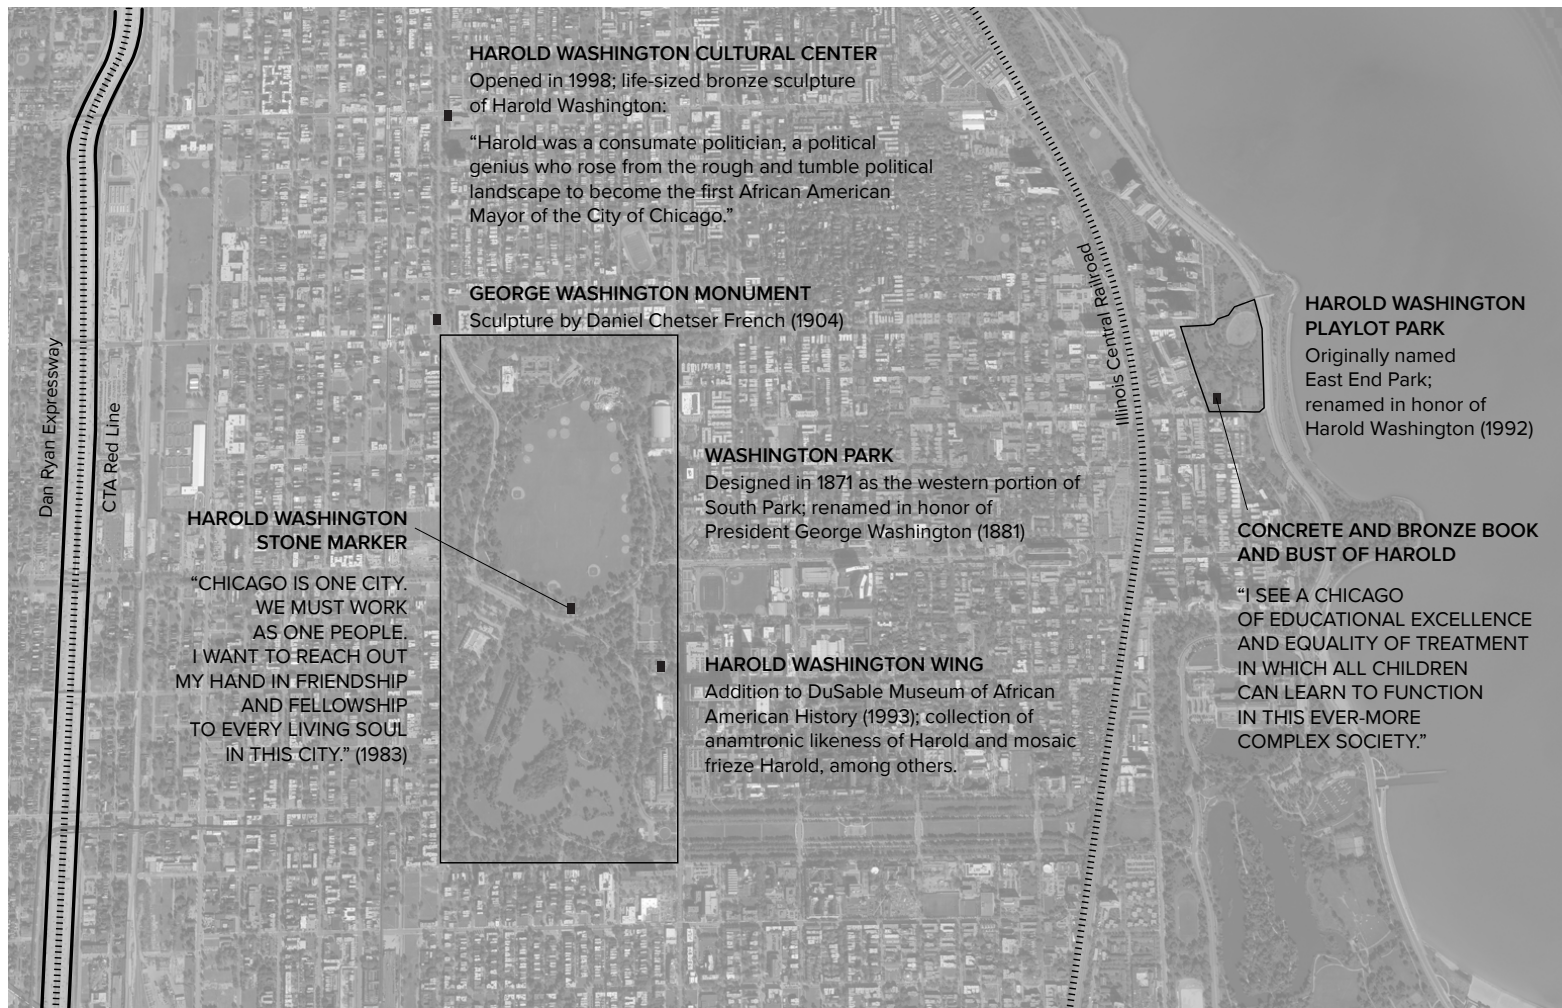 HAROLD WASHINGTON CULTURAL CENTER
Opened in 1998; life-sized bronze sculpture
of Harold Washington:
“Harold was a consumate politician, a political
genius who rose from the rough and tumble political
landscape to become the first African American
Mayor of the City of Chicago.”
GEORGE WASHINGTON MONUMENT
Sculpture by Daniel Chetser French (1904)
Dan Ryan Expressway
CTA Red Line
Illinois Central Railroad
HAROLD WASHINGTON
PLAYLOT PARK
Originally named
East End Park;
renamed in honor of
Harold Washington (1992)
WASHINGTON PARK
Designed in 1871 as the western portion of
South Park; renamed in honor of
President George Washington (1881)
HAROLD WASHINGTON
STONE MARKER
“CHICAGO IS ONE CITY.
WE MUST WORK
AS ONE PEOPLE.
I WANT TO REACH OUT
MY HAND IN FRIENDSHIP
AND FELLOWSHIP
TO EVERY LIVING SOUL
IN THIS CITY.” (1983)
HAROLD WASHINGTON WING
Addition to DuSable Museum of African
American History (1993); collection of
anamtronic likeness of Harold and mosaic
frieze Harold, among others.
CONCRETE AND BRONZE BOOK
AND BUST OF HAROLD
“I SEE A CHICAGO
OF EDUCATIONAL EXCELLENCE
AND EQUALITY OF TREATMENT
IN WHICH ALL CHILDREN
CAN LEARN TO FUNCTION
IN THIS EVER-MORE
COMPLEX SOCIETY.”